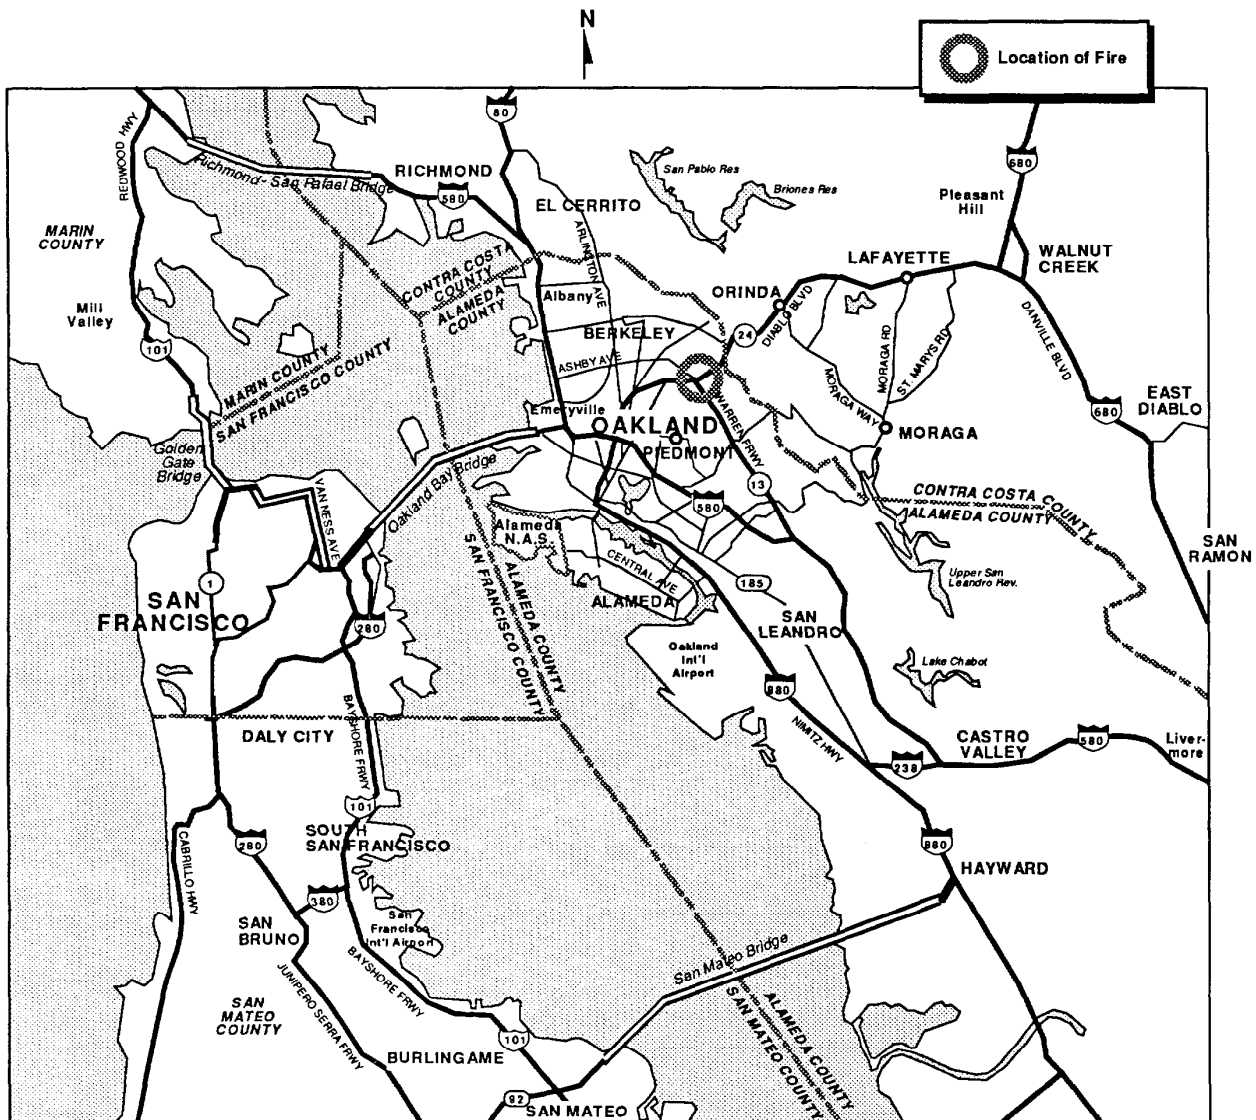 N
Location of Fire
80
680
REDWOOD HWY
Richmond - San Rafael Bridge
RICHMOND
580
San Pablo Res
Briones Res
Pleasant
Hill
EL CERRITO
ARLINGTON AVE
MARIN
COUNTY
CONTRA COSTA
COUNTY
ALAMEDA
COUNTY
LAFAYETTE
WALNUT
CREEK
Albany
ORINDA
Mill
Valley
BERKELEY
24
DIABLO BLVD
DANVILLE BLVD
101
ASHBY AVE
MARIN COUNTY
SAN FRANCISCO COUNTY
MORAGA RD
ST. MARYS RD
MORAGA WAY
EAST
DIABLO
680
Emeryville
OAKLAND
WARREN FRWY
MORAGA
PIEDMONT
Golden
Gate
Bridge
Oakland Bay Bridge
VAN NESS AVE
13
580
CONTRA COSTA COUNTY
ALAMEDA COUNTY
Alameda
N.A.S.
SAN
RAMON
CENTRAL AVE
185
Upper San
Leandro Rev.
1
SAN
FRANCISCO
ALAMEDA COUNTY
SAN FRANCISCO COUNTY
ALAMEDA
SAN
LEANDRO
280
Oakland
Int'l
Airport
Lake Chabot
880
BAYSHORE FRWY
NIMITZ HWY
DALY CITY
CASTRO
VALLEY
580
Liver-
more
238
101
SOUTH
SAN FRANCISCO
280
CABRILLO HWY
880
HAYWARD
380
SAN
BRUNO
San
Francisco
Int'l Airport
BAYSHORE FRWY
San Mateo Bridge
JUNIPERO SERRA FRWY
SAN
MATEO
COUNTY
ALAMEDA COUNTY
SAN MATEO COUNTY
101
BURLINGAME
92
SAN MATEO